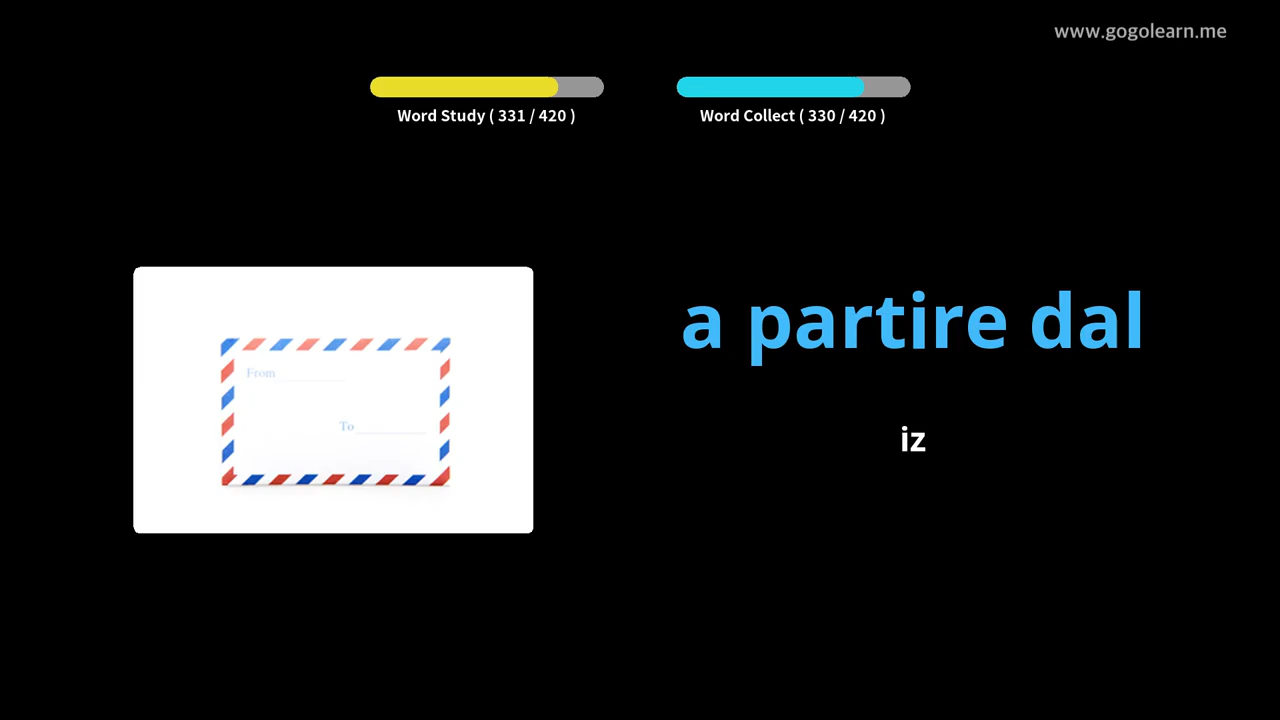 www.gogolearn.me
Word Study ( 331 / 420 )
Word Collect ( 330 / 420 )
From
To
a partire dal
iz